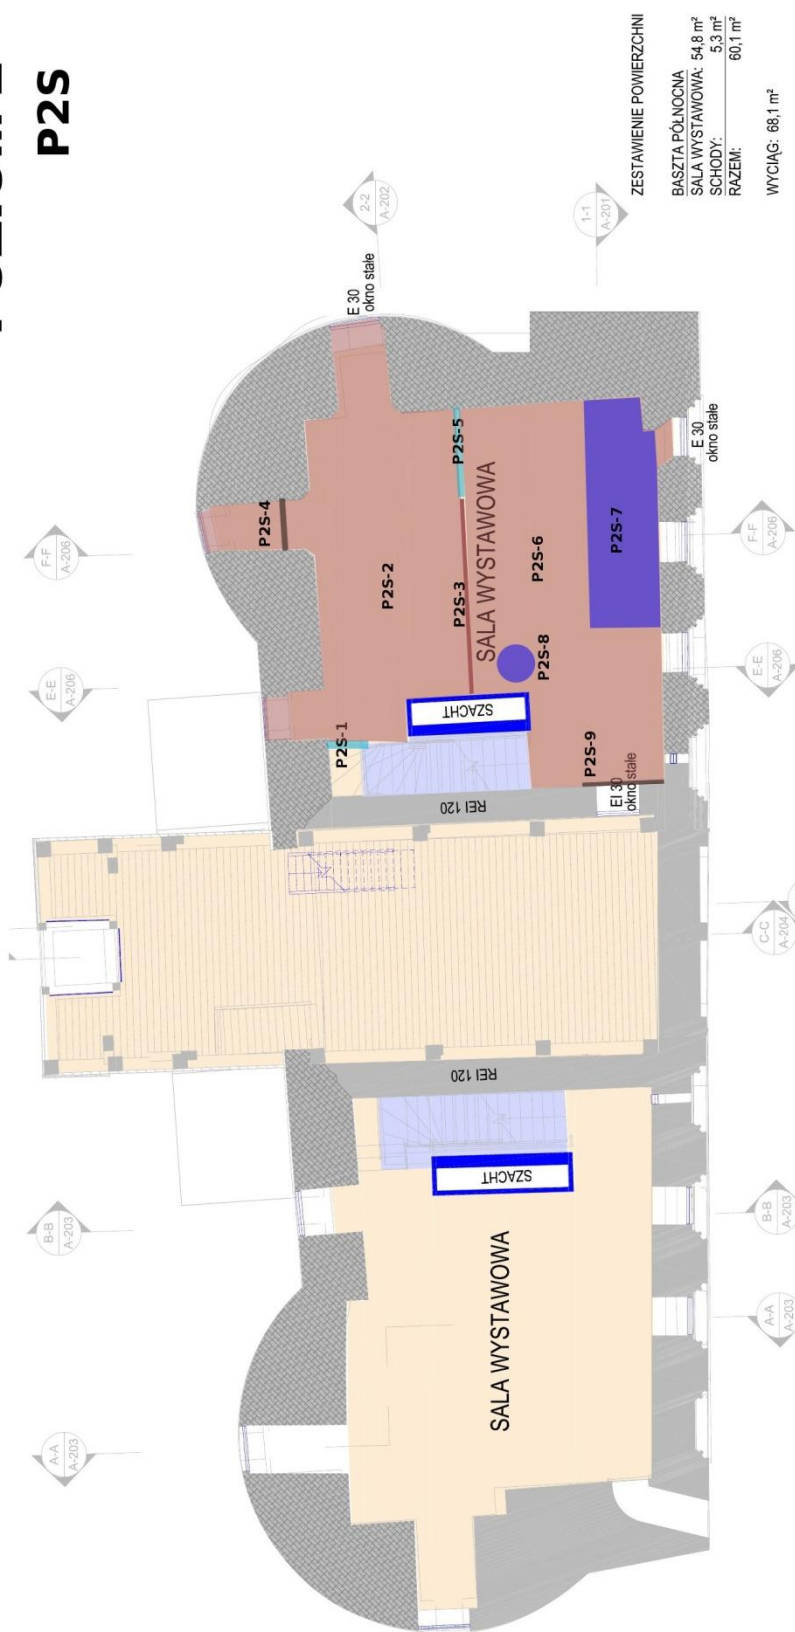 P2S
ZESTAWIENIE POWIERZCHNI
BASZTA PÓŁNOCNA
SALA WYSTAWOWA: 54,8 m²
SCHODY: 5,3 m²
RAZEM: 60,1 m²
WYCIĄG: 68,1 m²
2-2
A-202
1-1
A-201
E 30
okno stałe
E 30
okno stałe
F-F
A-206
F-F
A-206
E-E
A-206
E-E
A-206
P2S-4
P2S-5
P2S-2
P2S-3
SALA WYSTAWOWA
P2S-6
P2S-7
P2S-8
SZACHT
P2S-1
P2S-9
EI 30
okno stałe
REI 120
C-C
A-204
REI 120
SZACHT
SALA WYSTAWOWA
B-B
A-203
B-B
A-203
A-A
A-203
A-A
A-203